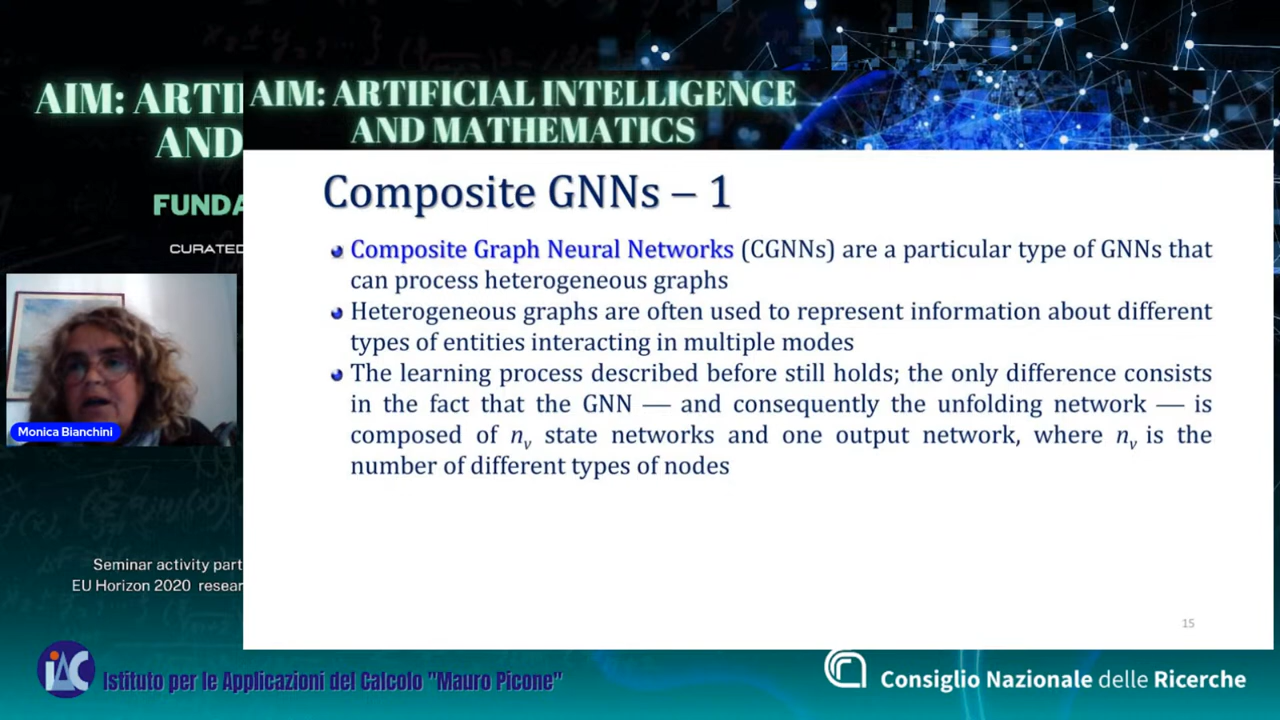 AIM: ARTI
AND
FUNDA
CURATED
AIM: ARTIFICIAL INTELLIGENCE
AND MATHEMATICS
Composite GNNs – 1
Composite Graph Neural Networks (CGNNs) are a particular type of GNNs that
can process heterogeneous graphs
Heterogeneous graphs are often used to represent information about different
types of entities interacting in multiple modes
The learning process described before still holds; the only difference consists
in the fact that the GNN — and consequently the unfolding network — is
composed of nv state networks and one output network, where nv is the
number of different types of nodes
15
Monica Bianchini
Seminar activity part
EU Horizon 2020 resear
IAC
Istituto per le Applicazioni del Calcolo "Mauro Picone"
Consiglio Nazionale delle Ricerche